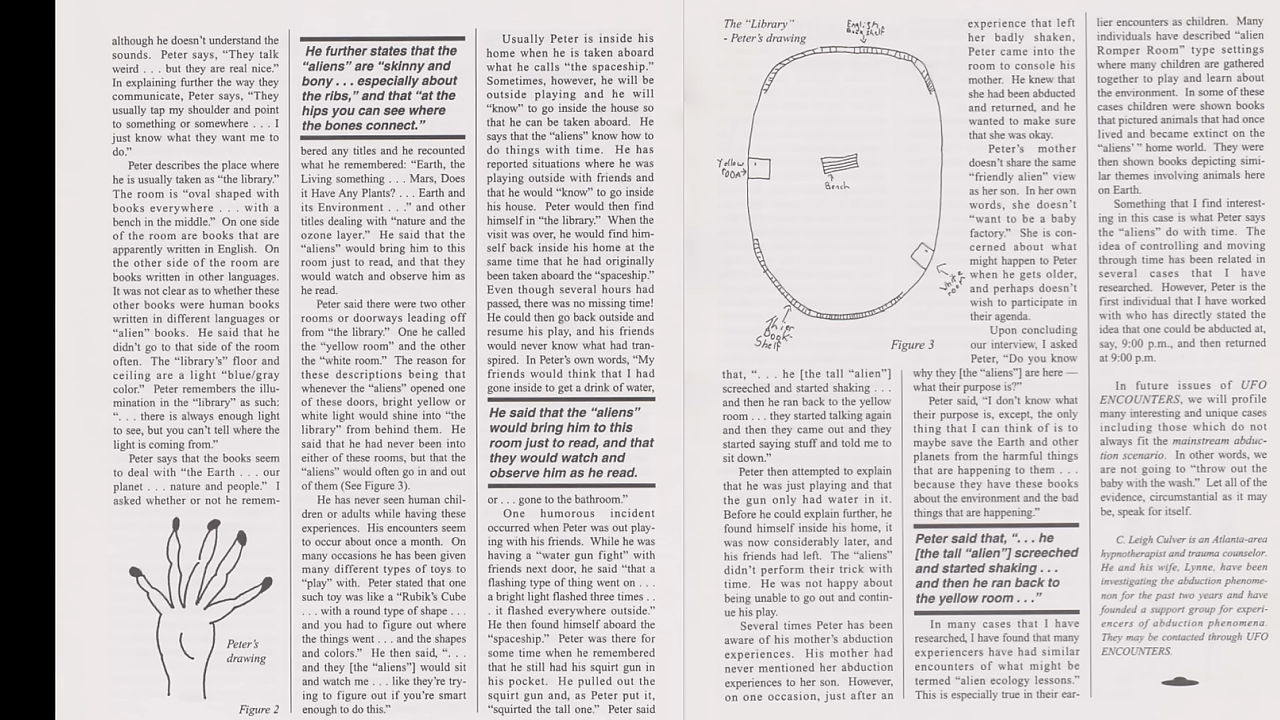 although he doesn't understand the
sounds. Peter says, "They talk
weird . . . but they are real nice."
In explaining further the way they
communicate, Peter says, "They
usually tap my shoulder and point
to something or somewhere . . . I
just know what they want me to
do."
Peter describes the place where
he is usually taken as "the library."
The room is "oval shaped with
books everywhere . . . with a
bench in the middle." On one side
of the room are books that are
apparently written in English. On
the other side of the room are
books written in other languages.
It was not clear as to whether these
other books were human books
written in different languages or
"alien" books. He said that he
didn't go to that side of the room
often. The "library's" floor and
ceiling are a light "blue/gray
color." Peter remembers the illu-
mination in the "library" as such:
". . . there is always enough light
to see, but you can't tell where the
light is coming from."
Peter says that the books seem
to deal with "the Earth . . . our
planet . . . nature and people." I
asked whether or not he remem-
Peter's
drawing
Figure 2
He further states that the
"aliens" are "skinny and
bony . . . especially about
the ribs," and that "at the
hips you can see where
the bones connect."
bered any titles and he recounted
what he remembered: "Earth, the
Living something . . . Mars, Does
it Have Any Plants? . . . Earth and
its Environment . . ." and other
titles dealing with "nature and the
ozone layer." He said that the
"aliens" would bring him to this
room just to read, and that they
would watch and observe him as
he read.
Peter said there were two other
rooms or doorways leading off
from "the library." One he called
the "yellow room" and the other
the "white room." The reason for
these descriptions being that
whenever the "aliens" opened one
of these doors, bright yellow or
white light would shine into "the
library" from behind them. He
said that he had never been into
either of these rooms, but that the
"aliens" would often go in and out
of them (See Figure 3).
He has never seen human chil-
dren or adults while having these
experiences. His encounters seem
to occur about once a month. On
many occasions he has been given
many different types of toys to
"play" with. Peter stated that one
such toy was like a "Rubik's Cube
. . . with a round type of shape . . .
and you had to figure out where
the things went . . . and the shapes
and colors." He then said, ". . .
and they [the "aliens"] would sit
and watch me . . . like they're try-
ing to figure out if you're smart
enough to do this."
Usually Peter is inside his
home when he is taken aboard
what he calls "the spaceship."
Sometimes, however, he will be
outside playing and he will
"know" to go inside the house so
that he can be taken aboard. He
says that the "aliens" know how to
do things with time. He has
reported situations where he was
playing outside with friends and
that he would "know" to go inside
his house. Peter would then find
himself in "the library." When the
visit was over, he would find him-
self back inside his home at the
same time that he had originally
been taken aboard the "spaceship."
Even though several hours had
passed, there was no missing time!
He could then go back outside and
resume his play, and his friends
would never know what had tran-
spired. In Peter's own words, "My
friends would think that I had
gone inside to get a drink of water,
He said that the "aliens"
would bring him to this
room just to read, and that
they would watch and
observe him as he read.
or . . . gone to the bathroom."
One humorous incident
occurred when Peter was out play-
ing with his friends. While he was
having a "water gun fight" with
friends next door, he said "that a
flashing type of thing went on . . .
a bright light flashed three times . .
. it flashed everywhere outside."
He then found himself aboard the
"spaceship." Peter was there for
some time when he remembered
that he still had his squirt gun in
his pocket. He pulled out the
squirt gun and, as Peter put it,
"squirted the tall one." Peter said
The "Library"
- Peter's drawing
English
Book shelf
Yellow
room
Bench
White
room
Thier
Book-
Shelf
Figure 3
that, ". . . he [the tall "alien"]
screeched and started shaking . . .
and then he ran back to the yellow
room . . . they started talking again
and then they came out and they
started saying stuff and told me to
sit down."
Peter then attempted to explain
that he was just playing and that
the gun only had water in it.
Before he could explain further, he
found himself inside his home, it
was now considerably later, and
his friends had left. The "aliens"
didn't perform their trick with
time. He was not happy about
being unable to go out and contin-
ue his play.
Several times Peter has been
aware of his mother's abduction
experiences. His mother had
never mentioned her abduction
experiences to her son. However,
on one occasion, just after an
experience that left
her badly shaken,
Peter came into the
room to console his
mother. He knew that
she had been abducted
and returned, and he
wanted to make sure
that she was okay.
Peter's mother
doesn't share the same
"friendly alien" view
as her son. In her own
words, she doesn't
"want to be a baby
factory." She is con-
cerned about what
might happen to Peter
when he gets older,
and perhaps doesn't
wish to participate in
their agenda.
Upon concluding
our interview, I asked
Peter, "Do you know
why they [the "aliens"] are here —
what their purpose is?"
Peter said, "I don't know what
their purpose is, except, the only
thing that I can think of is to
maybe save the Earth and other
planets from the harmful things
that are happening to them . . .
because they have these books
about the environment and the bad
things that are happening."
Peter said that, ". . . he
[the tall "alien"] screeched
and started shaking . . .
and then he ran back to
the yellow room . . ."
In many cases that I have
researched, I have found that many
experiencers have had similar
encounters of what might be
termed "alien ecology lessons."
This is especially true in their ear-
lier encounters as children. Many
individuals have described "alien
Romper Room" type settings
where many children are gathered
together to play and learn about
the environment. In some of these
cases children were shown books
that pictured animals that had once
lived and became extinct on the
"aliens' " home world. They were
then shown books depicting simi-
lar themes involving animals here
on Earth.
Something that I find interest-
ing in this case is what Peter says
the "aliens" do with time. The
idea of controlling and moving
through time has been related in
several cases that I have
researched. However, Peter is the
first individual that I have worked
with who has directly stated the
idea that one could be abducted at,
say, 9:00 p.m., and then returned
at 9:00 p.m.
In future issues of UFO
ENCOUNTERS, we will profile
many interesting and unique cases
including those which do not
always fit the mainstream abduc-
tion scenario. In other words, we
are not going to "throw out the
baby with the wash." Let all of the
evidence, circumstantial as it may
be, speak for itself.
C. Leigh Culver is an Atlanta-area
hypnotherapist and trauma counselor.
He and his wife, Lynne, have been
investigating the abduction phenome-
non for the past two years and have
founded a support group for experi-
encers of abduction phenomena.
They may be contacted through UFO
ENCOUNTERS.